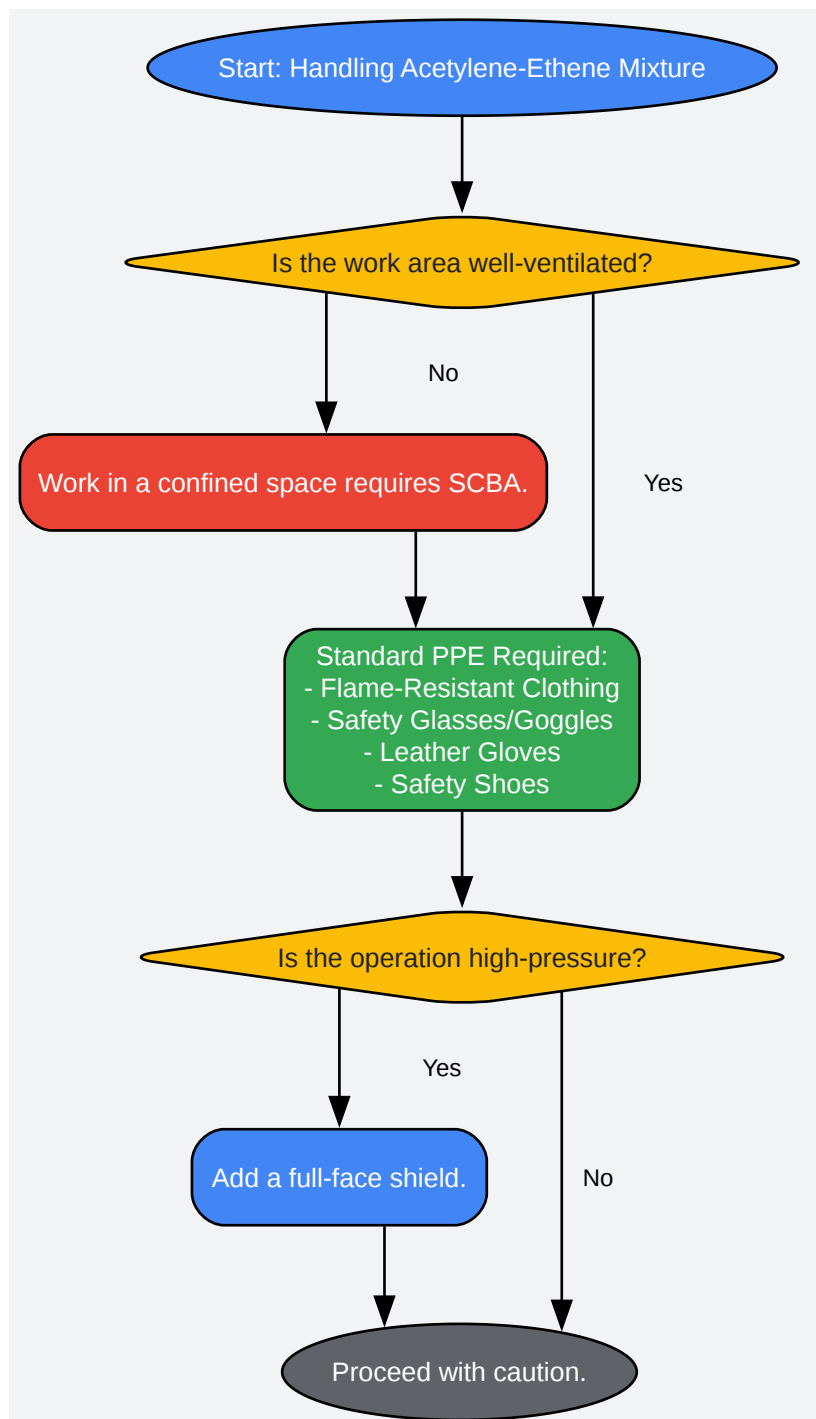 Start: Handling Acetylene-Ethene Mixture
Is the work area well-ventilated?
No
Work in a confined space requires SCBA.
Yes
Standard PPE Required:
- Flame-Resistant Clothing
- Safety Glasses/Goggles
- Leather Gloves
- Safety Shoes
Is the operation high-pressure?
Yes
Add a full-face shield.
No
Proceed with caution.